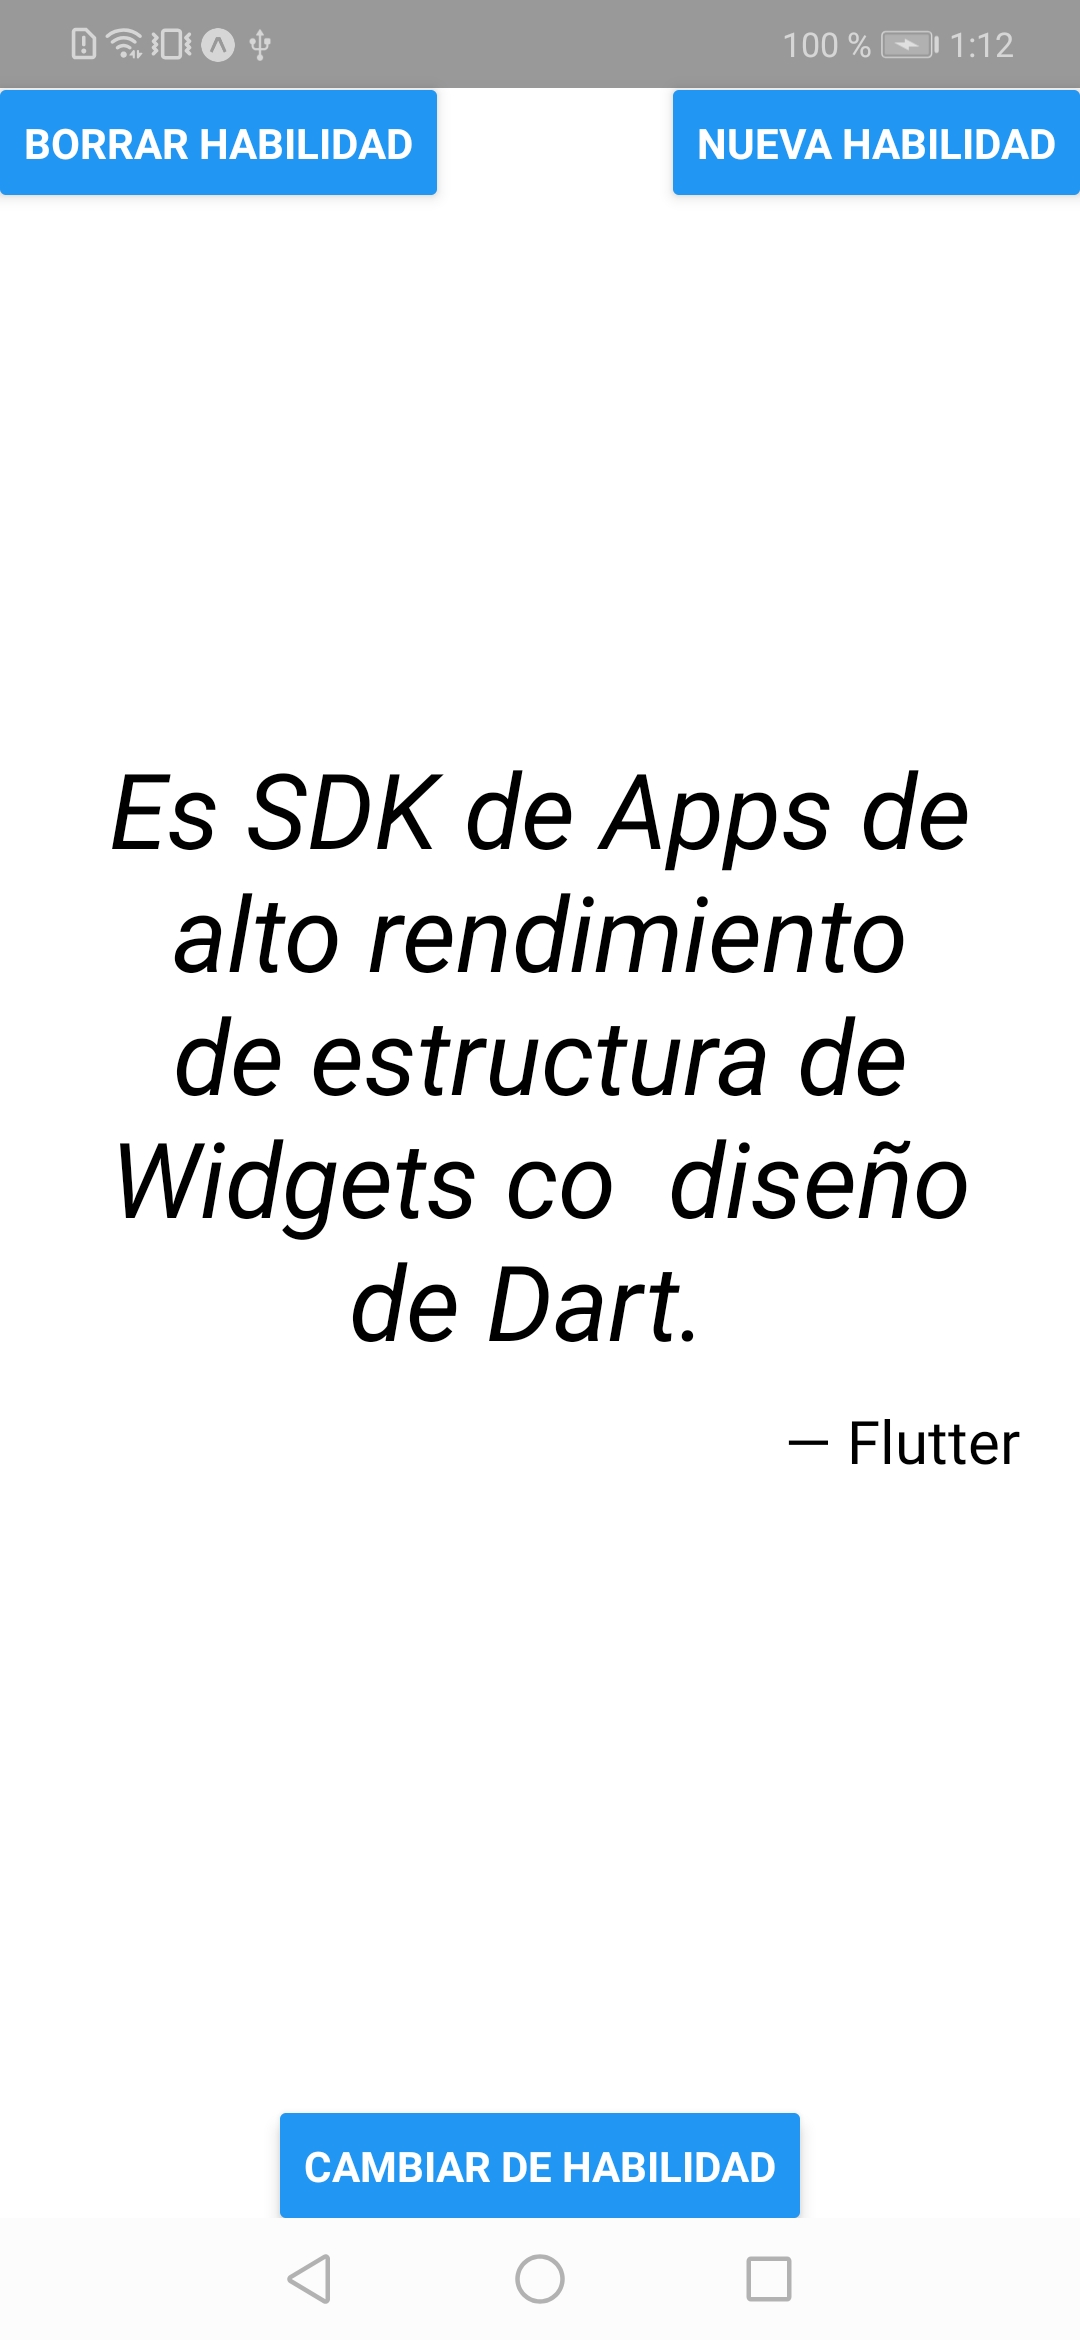 100 % 1:12
BORRAR HABILIDAD NUEVA HABILIDAD
Es SDK de Apps de
alto rendimiento
de estructura de
Widgets co  diseño
de Dart.
— Flutter
CAMBIAR DE HABILIDAD